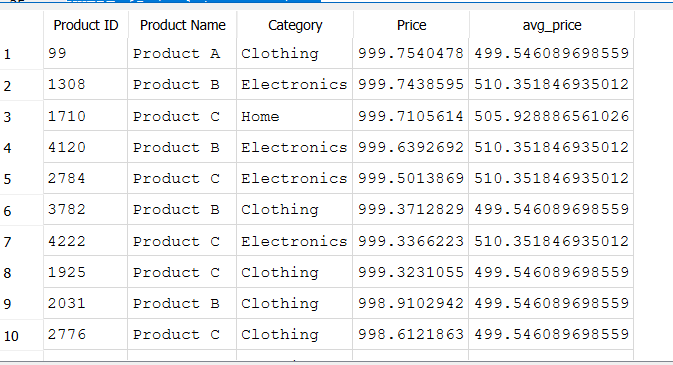 Product ID Product Name Category Price avg_price
1 99 Product A Clothing 999.7540478 499.546089698559
2 1308 Product B Electronics 999.7438595 510.351846935012
3 1710 Product C Home 999.7105614 505.928886561026
4 4120 Product B Electronics 999.6392692 510.351846935012
5 2784 Product C Electronics 999.5013869 510.351846935012
6 3782 Product B Clothing 999.3712829 499.546089698559
7 4222 Product C Electronics 999.3366223 510.351846935012
8 1925 Product C Clothing 999.3231055 499.546089698559
9 2031 Product B Clothing 998.9102942 499.546089698559
10 2776 Product C Clothing 998.6121863 499.546089698559